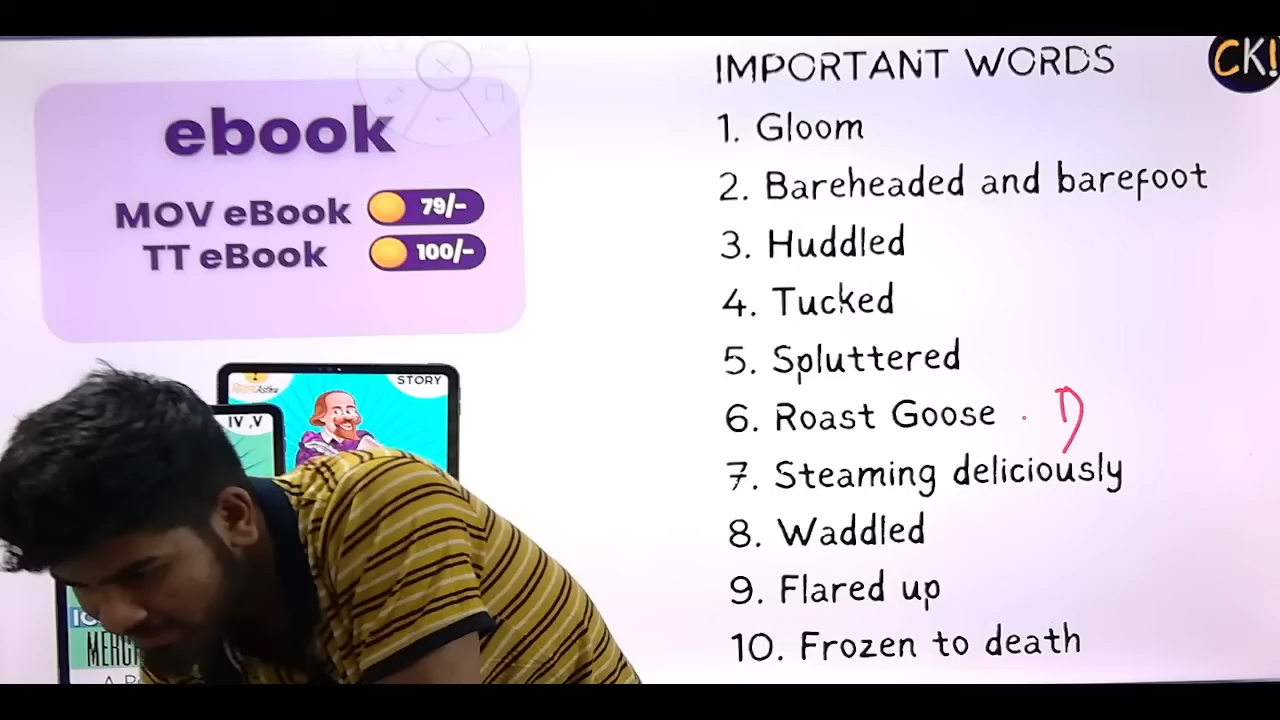 ebook
MOV eBook 79/-
TT eBook 100/-
STORY
IV ,V
IMPORTANT WORDS
CK!
1. Gloom
2. Bareheaded and barefoot
3. Huddled
4. Tucked
5. Spluttered
6. Roast Goose
7. Steaming deliciously
8. Waddled
9. Flared up
10. Frozen to death